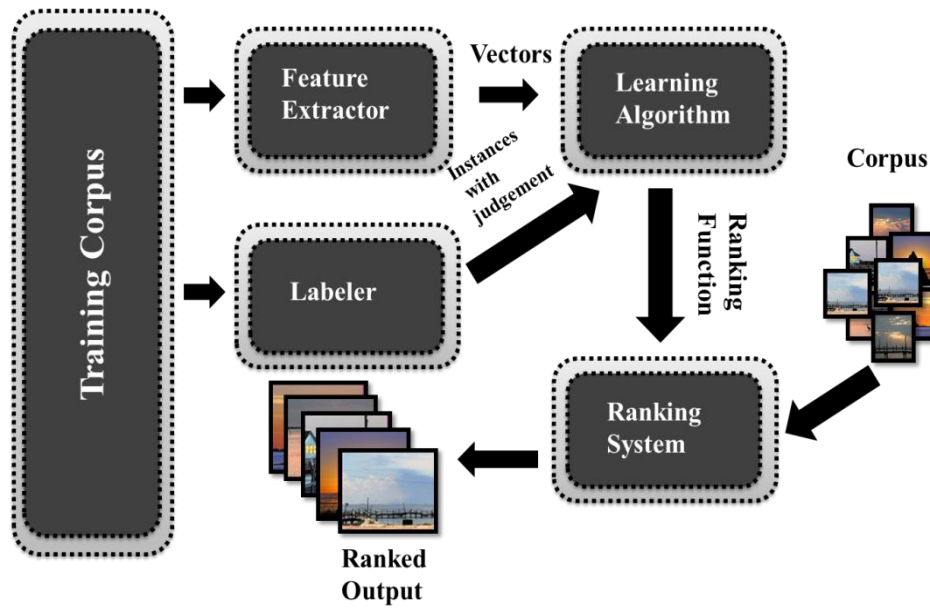 Training Corpus
Feature
Extractor
Vectors
Learning
Algorithm
Instances
with
judgement
Labeler
Ranking
Function
Corpus
Ranking
System
Ranked
Output